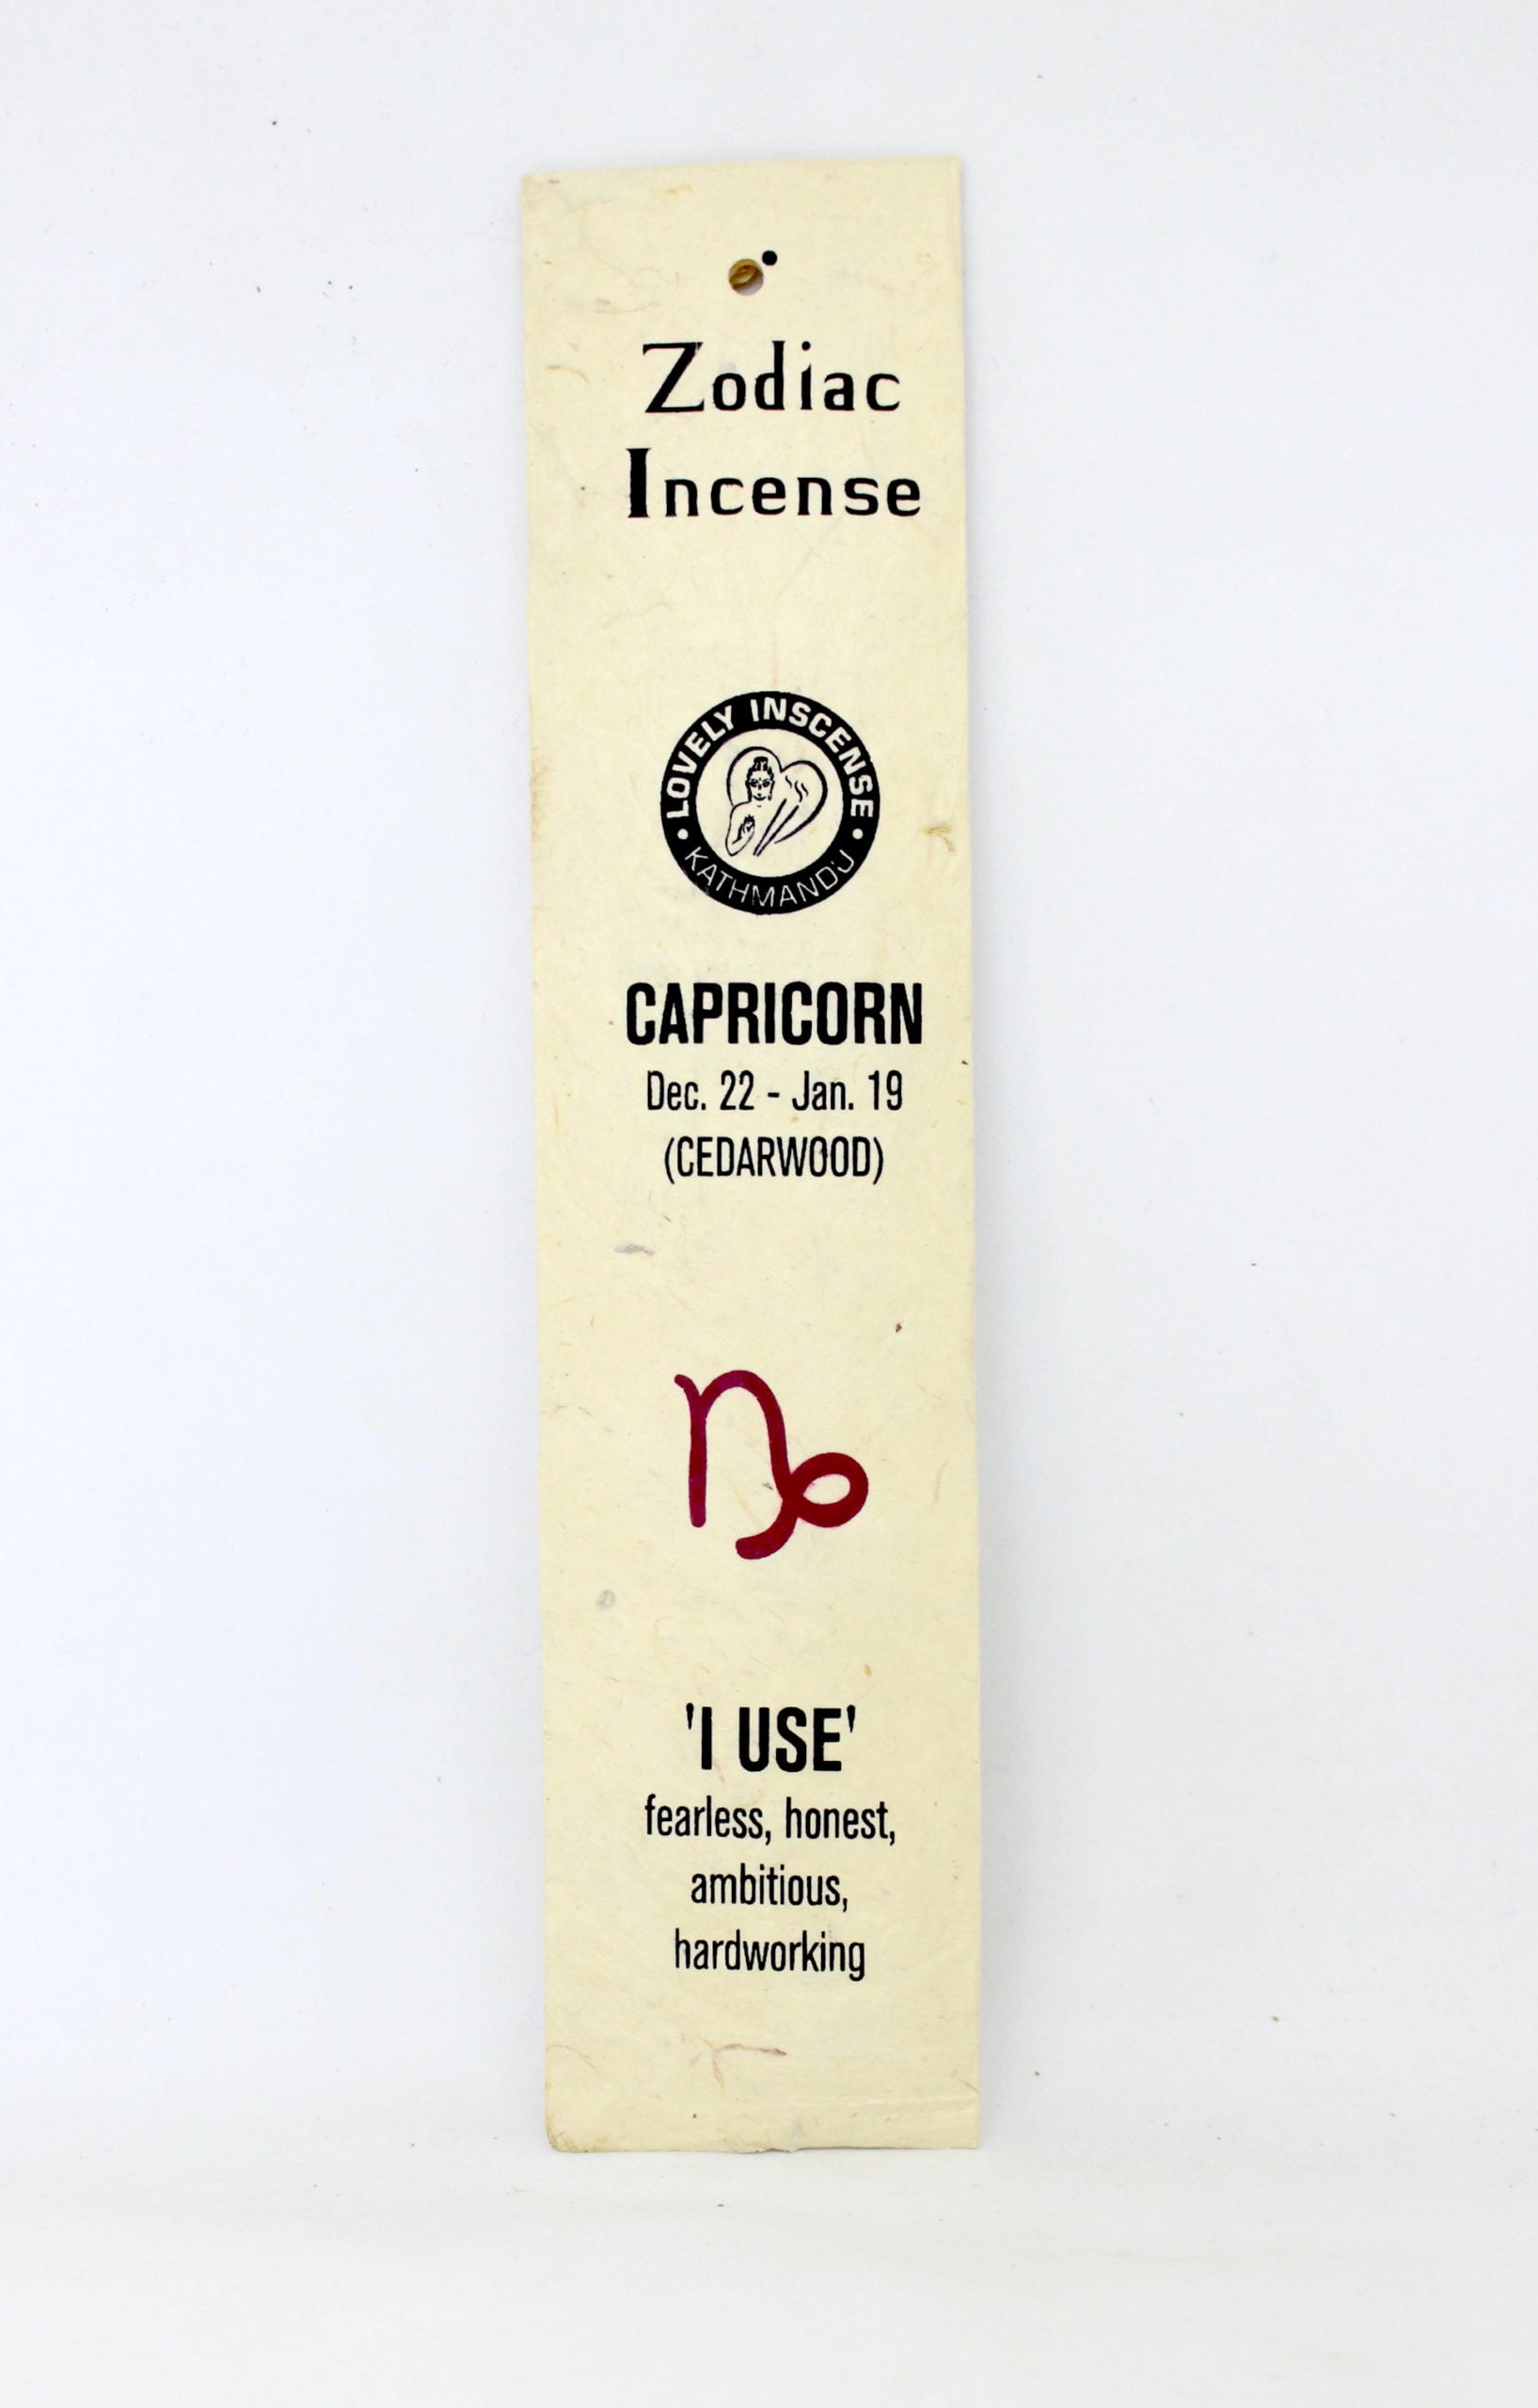 Zodiac
Incense
• LOVELY INSCENSE •
KATHMANDU
CAPRICORN
Dec. 22 - Jan. 19
(CEDARWOOD)
'I USE'
fearless, honest,
ambitious,
hardworking